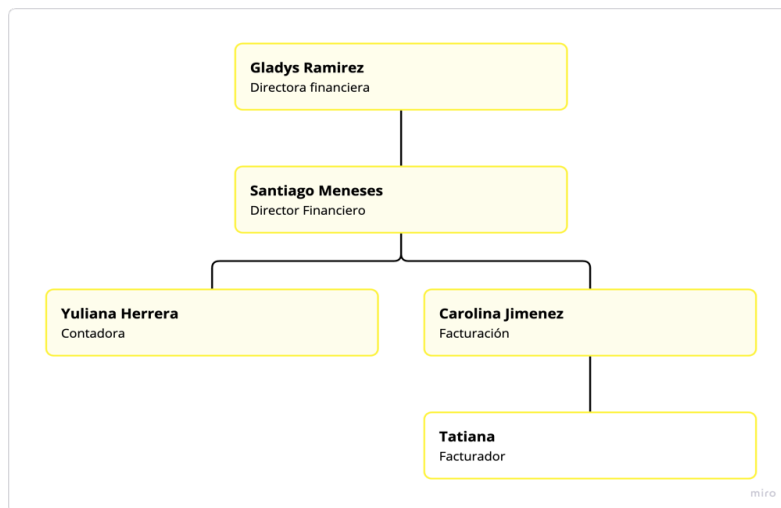 Gladys Ramirez
Directora financiera
Santiago Meneses
Director Financiero
Yuliana Herrera
Contadora
Carolina Jimenez
Facturación
Tatiana
Facturador
miro